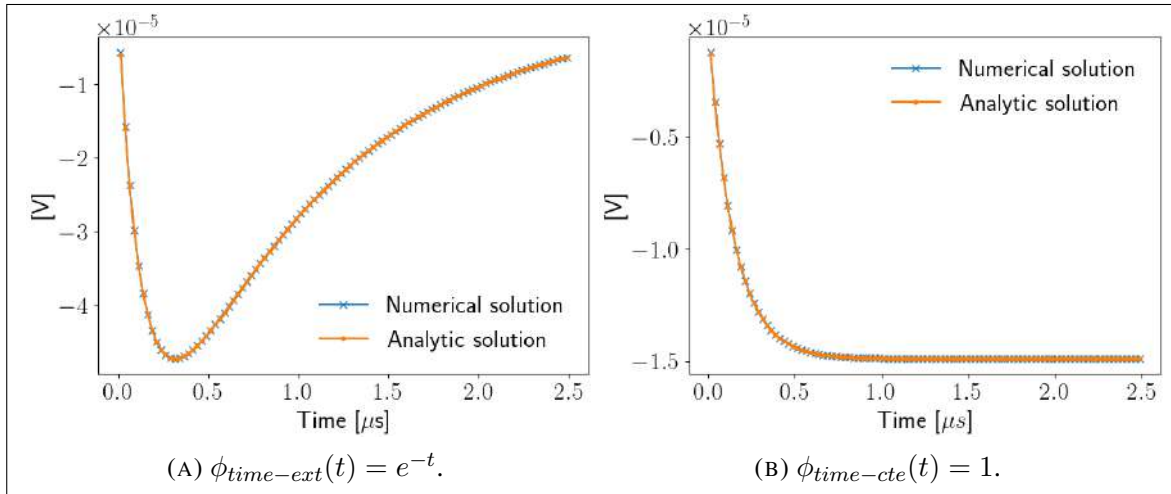 ×10⁻⁵
−1
−2
−3
−4
[V]
Numerical solution
Analytic solution
0.0 0.5 1.0 1.5 2.0 2.5
Time [μs]
(A) ϕ_{time−ext}(t) = e^{−t}.
×10⁻⁵
−0.5
−1.0
−1.5
[V]
Numerical solution
Analytic solution
0.0 0.5 1.0 1.5 2.0 2.5
Time [μs]
(B) ϕ_{time−cte}(t) = 1.